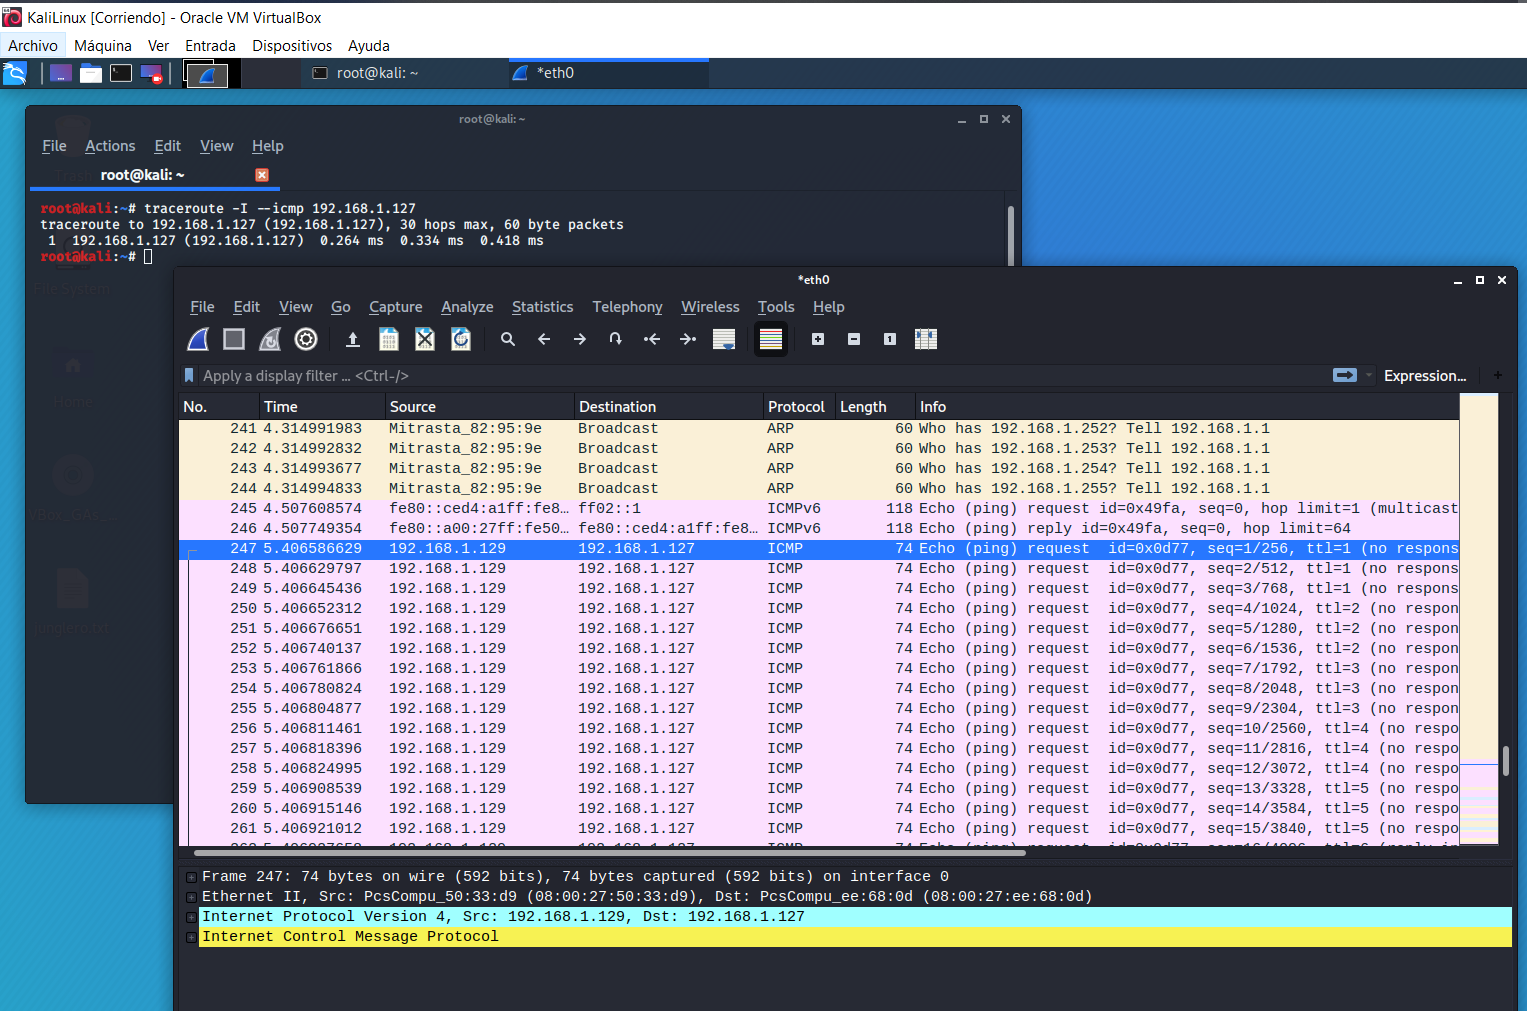 KaliLinux [Corriendo] - Oracle VM VirtualBox
Archivo Máquina Ver Entrada Dispositivos Ayuda
root@kali: ~ *eth0
root@kali: ~
File Actions Edit View Help
root@kali: ~
root@kali:~# traceroute -I --icmp 192.168.1.127
traceroute to 192.168.1.127 (192.168.1.127), 30 hops max, 60 byte packets
1 192.168.1.127 (192.168.1.127) 0.264 ms 0.334 ms 0.418 ms
root@kali:~#
*eth0
File Edit View Go Capture Analyze Statistics Telephony Wireless Tools Help
Apply a display filter ... <Ctrl-/> Expression... +
No. Time Source Destination Protocol Length Info
241 4.314991983 Mitrasta_82:95:9e Broadcast ARP 60 Who has 192.168.1.252? Tell 192.168.1.1
242 4.314992832 Mitrasta_82:95:9e Broadcast ARP 60 Who has 192.168.1.253? Tell 192.168.1.1
243 4.314993677 Mitrasta_82:95:9e Broadcast ARP 60 Who has 192.168.1.254? Tell 192.168.1.1
244 4.314994833 Mitrasta_82:95:9e Broadcast ARP 60 Who has 192.168.1.255? Tell 192.168.1.1
245 4.507608574 fe80::ced4:a1ff:fe8… ff02::1 ICMPv6 118 Echo (ping) request id=0x49fa, seq=0, hop limit=1 (multicast
246 4.507749354 fe80::a00:27ff:fe50… fe80::ced4:a1ff:fe8… ICMPv6 118 Echo (ping) reply id=0x49fa, seq=0, hop limit=64
247 5.406586629 192.168.1.129 192.168.1.127 ICMP 74 Echo (ping) request id=0x0d77, seq=1/256, ttl=1 (no respons
248 5.406629797 192.168.1.129 192.168.1.127 ICMP 74 Echo (ping) request id=0x0d77, seq=2/512, ttl=1 (no respons
249 5.406645436 192.168.1.129 192.168.1.127 ICMP 74 Echo (ping) request id=0x0d77, seq=3/768, ttl=1 (no respons
250 5.406652312 192.168.1.129 192.168.1.127 ICMP 74 Echo (ping) request id=0x0d77, seq=4/1024, ttl=2 (no respon
251 5.406676651 192.168.1.129 192.168.1.127 ICMP 74 Echo (ping) request id=0x0d77, seq=5/1280, ttl=2 (no respon
252 5.406740137 192.168.1.129 192.168.1.127 ICMP 74 Echo (ping) request id=0x0d77, seq=6/1536, ttl=2 (no respon
253 5.406761866 192.168.1.129 192.168.1.127 ICMP 74 Echo (ping) request id=0x0d77, seq=7/1792, ttl=3 (no respon
254 5.406780824 192.168.1.129 192.168.1.127 ICMP 74 Echo (ping) request id=0x0d77, seq=8/2048, ttl=3 (no respon
255 5.406804877 192.168.1.129 192.168.1.127 ICMP 74 Echo (ping) request id=0x0d77, seq=9/2304, ttl=3 (no respon
256 5.406811461 192.168.1.129 192.168.1.127 ICMP 74 Echo (ping) request id=0x0d77, seq=10/2560, ttl=4 (no respo
257 5.406818396 192.168.1.129 192.168.1.127 ICMP 74 Echo (ping) request id=0x0d77, seq=11/2816, ttl=4 (no respo
258 5.406824995 192.168.1.129 192.168.1.127 ICMP 74 Echo (ping) request id=0x0d77, seq=12/3072, ttl=4 (no respo
259 5.406908539 192.168.1.129 192.168.1.127 ICMP 74 Echo (ping) request id=0x0d77, seq=13/3328, ttl=5 (no respo
260 5.406915146 192.168.1.129 192.168.1.127 ICMP 74 Echo (ping) request id=0x0d77, seq=14/3584, ttl=5 (no respo
261 5.406921012 192.168.1.129 192.168.1.127 ICMP 74 Echo (ping) request id=0x0d77, seq=15/3840, ttl=5 (no respo
Frame 247: 74 bytes on wire (592 bits), 74 bytes captured (592 bits) on interface 0
Ethernet II, Src: PcsCompu_50:33:d9 (08:00:27:50:33:d9), Dst: PcsCompu_ee:68:0d (08:00:27:ee:68:0d)
Internet Protocol Version 4, Src: 192.168.1.129, Dst: 192.168.1.127
Internet Control Message Protocol